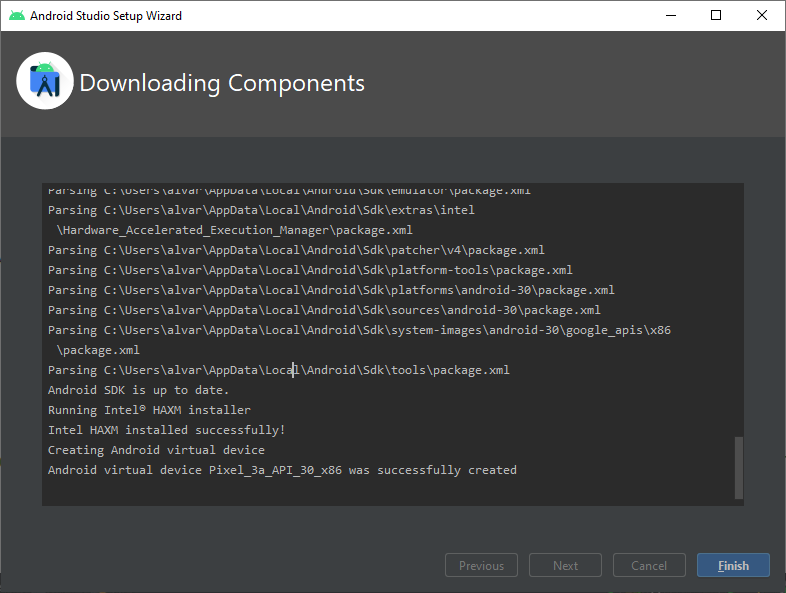 Android Studio Setup Wizard
Downloading Components
Parsing C:\Users\alvar\AppData\Local\Android\Sdk\emulator\package.xml
Parsing C:\Users\alvar\AppData\Local\Android\Sdk\extras\intel
\Hardware_Accelerated_Execution_Manager\package.xml
Parsing C:\Users\alvar\AppData\Local\Android\Sdk\patcher\v4\package.xml
Parsing C:\Users\alvar\AppData\Local\Android\Sdk\platform-tools\package.xml
Parsing C:\Users\alvar\AppData\Local\Android\Sdk\platforms\android-30\package.xml
Parsing C:\Users\alvar\AppData\Local\Android\Sdk\sources\android-30\package.xml
Parsing C:\Users\alvar\AppData\Local\Android\Sdk\system-images\android-30\google_apis\x86
\package.xml
Parsing C:\Users\alvar\AppData\Local\Android\Sdk\tools\package.xml
Android SDK is up to date.
Running Intel® HAXM installer
Intel HAXM installed successfully!
Creating Android virtual device
Android virtual device Pixel_3a_API_30_x86 was successfully created
Previous Next Cancel Finish